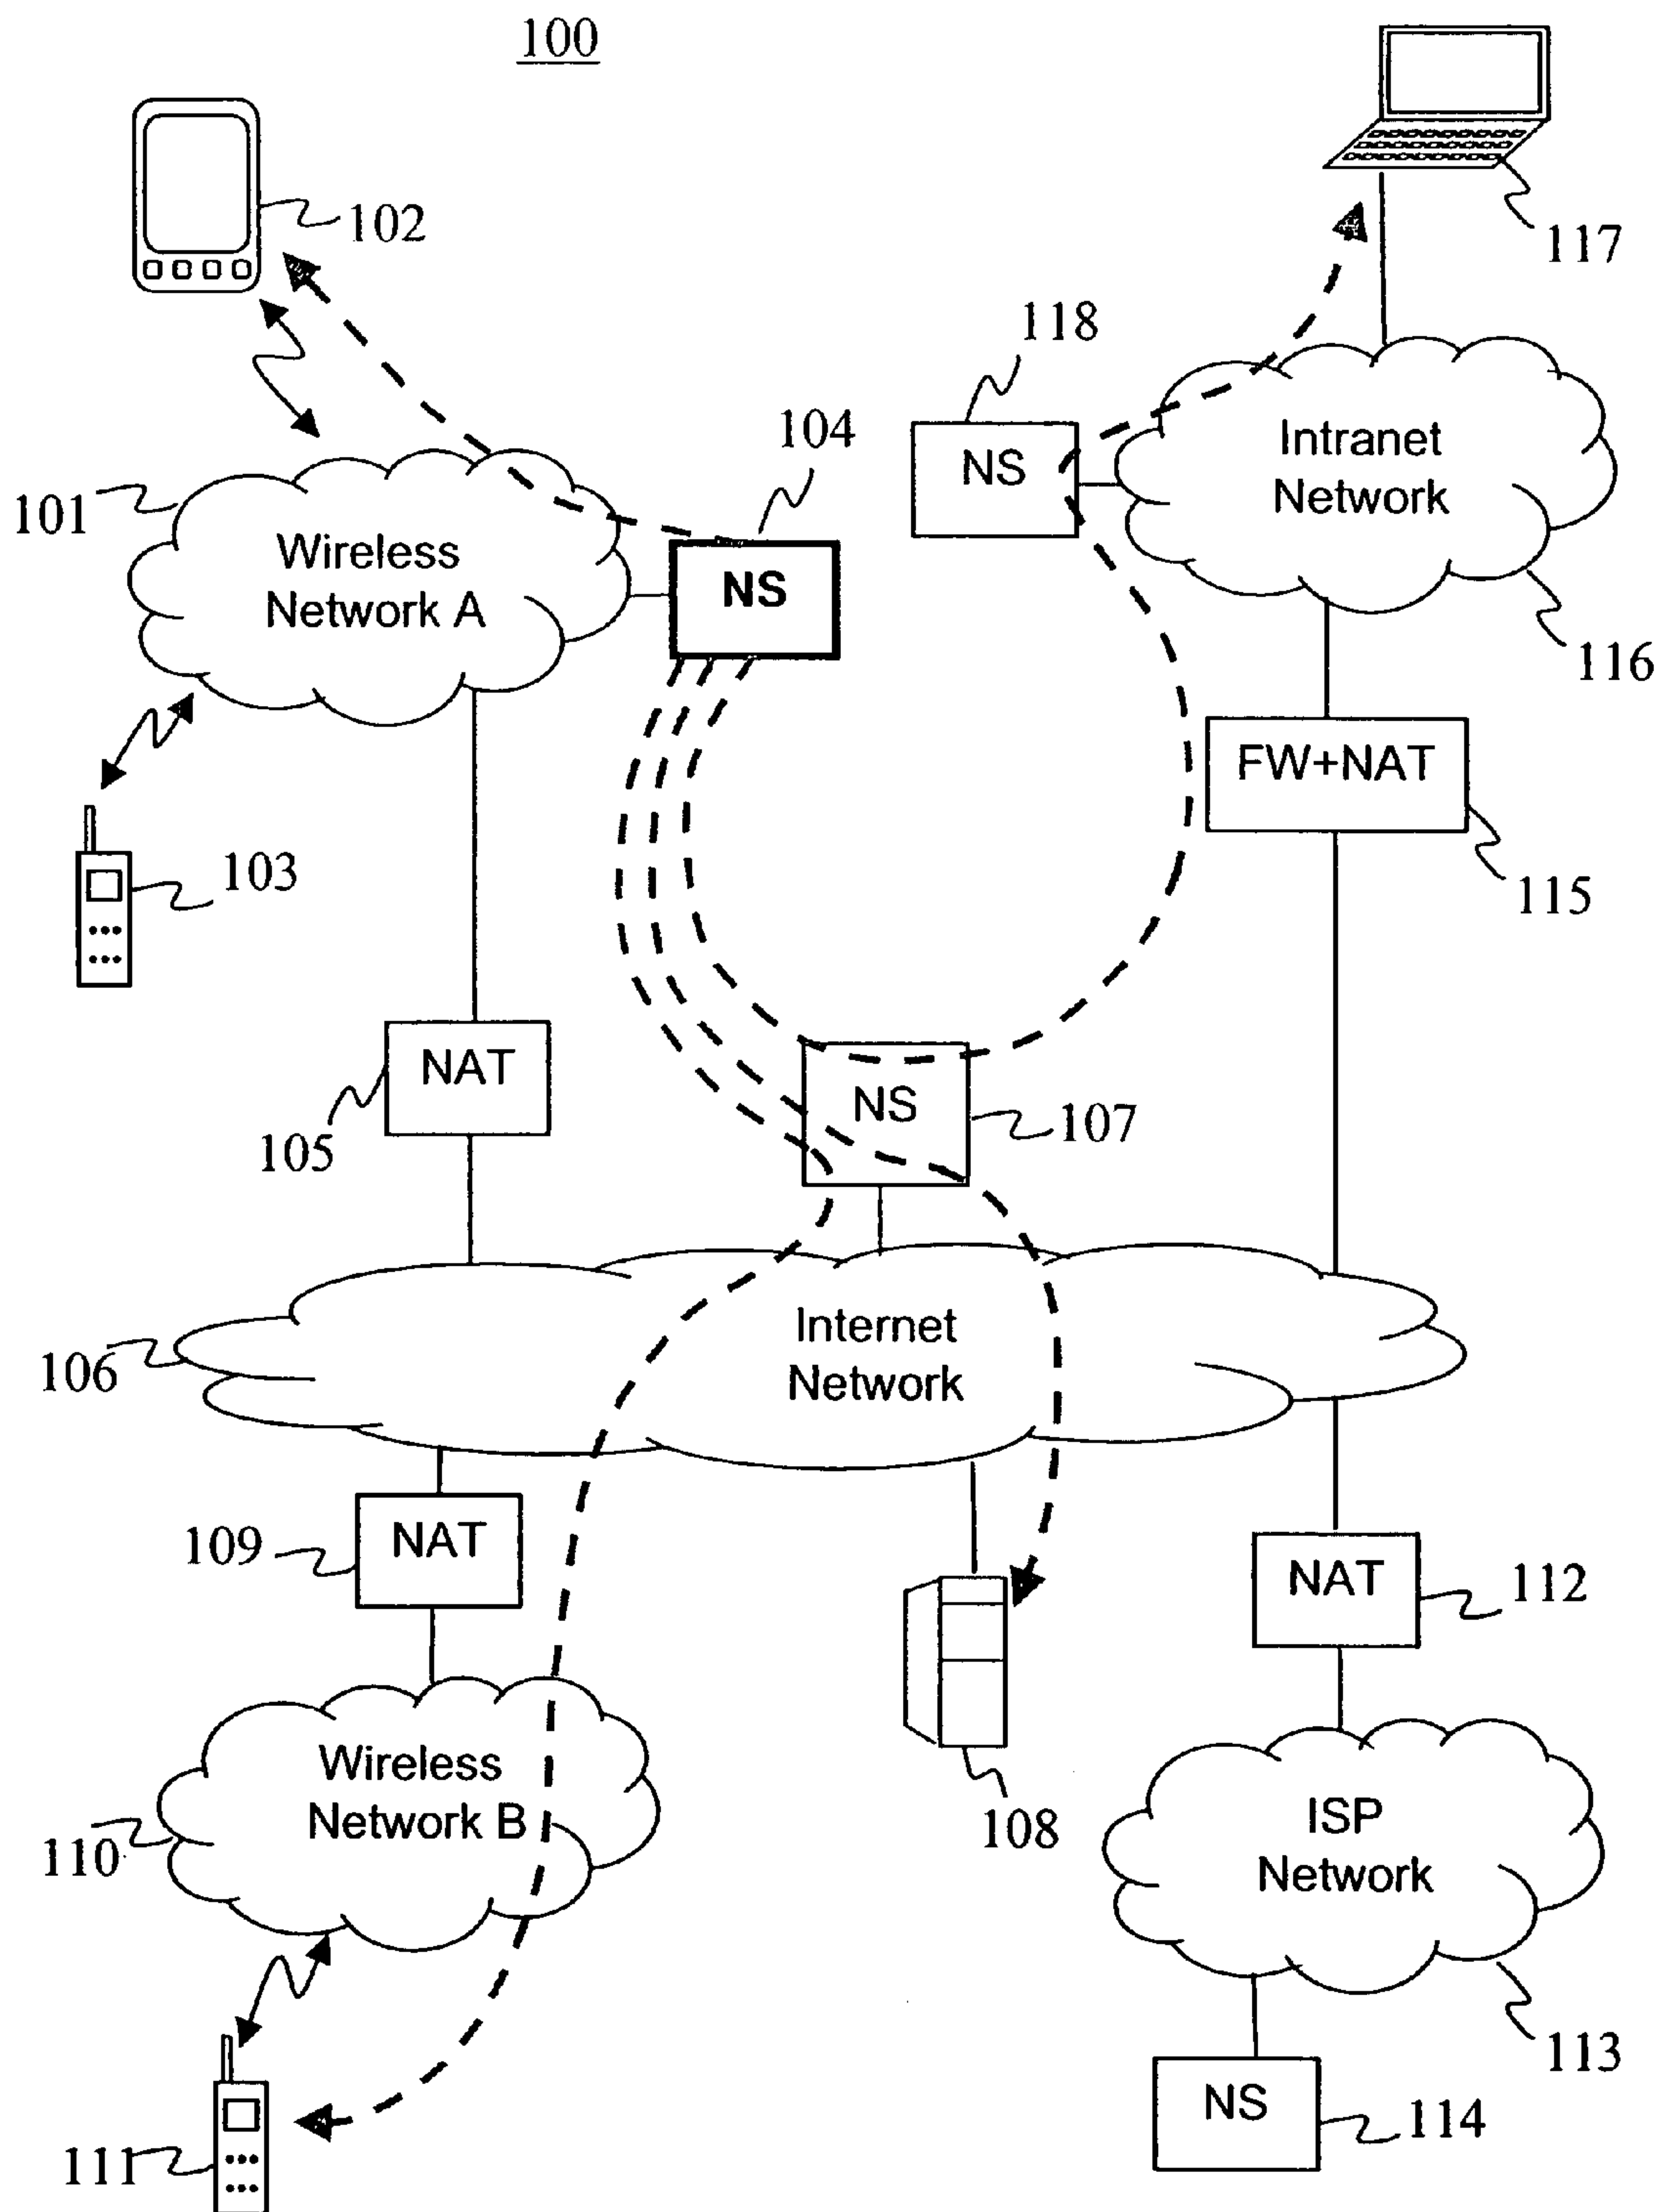 100
102
117
118
104
NS
Intranet
Network
101
Wireless
Network A
NS
116
FW+NAT
103
115
NAT
NS
105
107
Internet
Network
106
NAT
109
NAT
112
Wireless
Network B
110
108
ISP
Network
113
NS
114
111